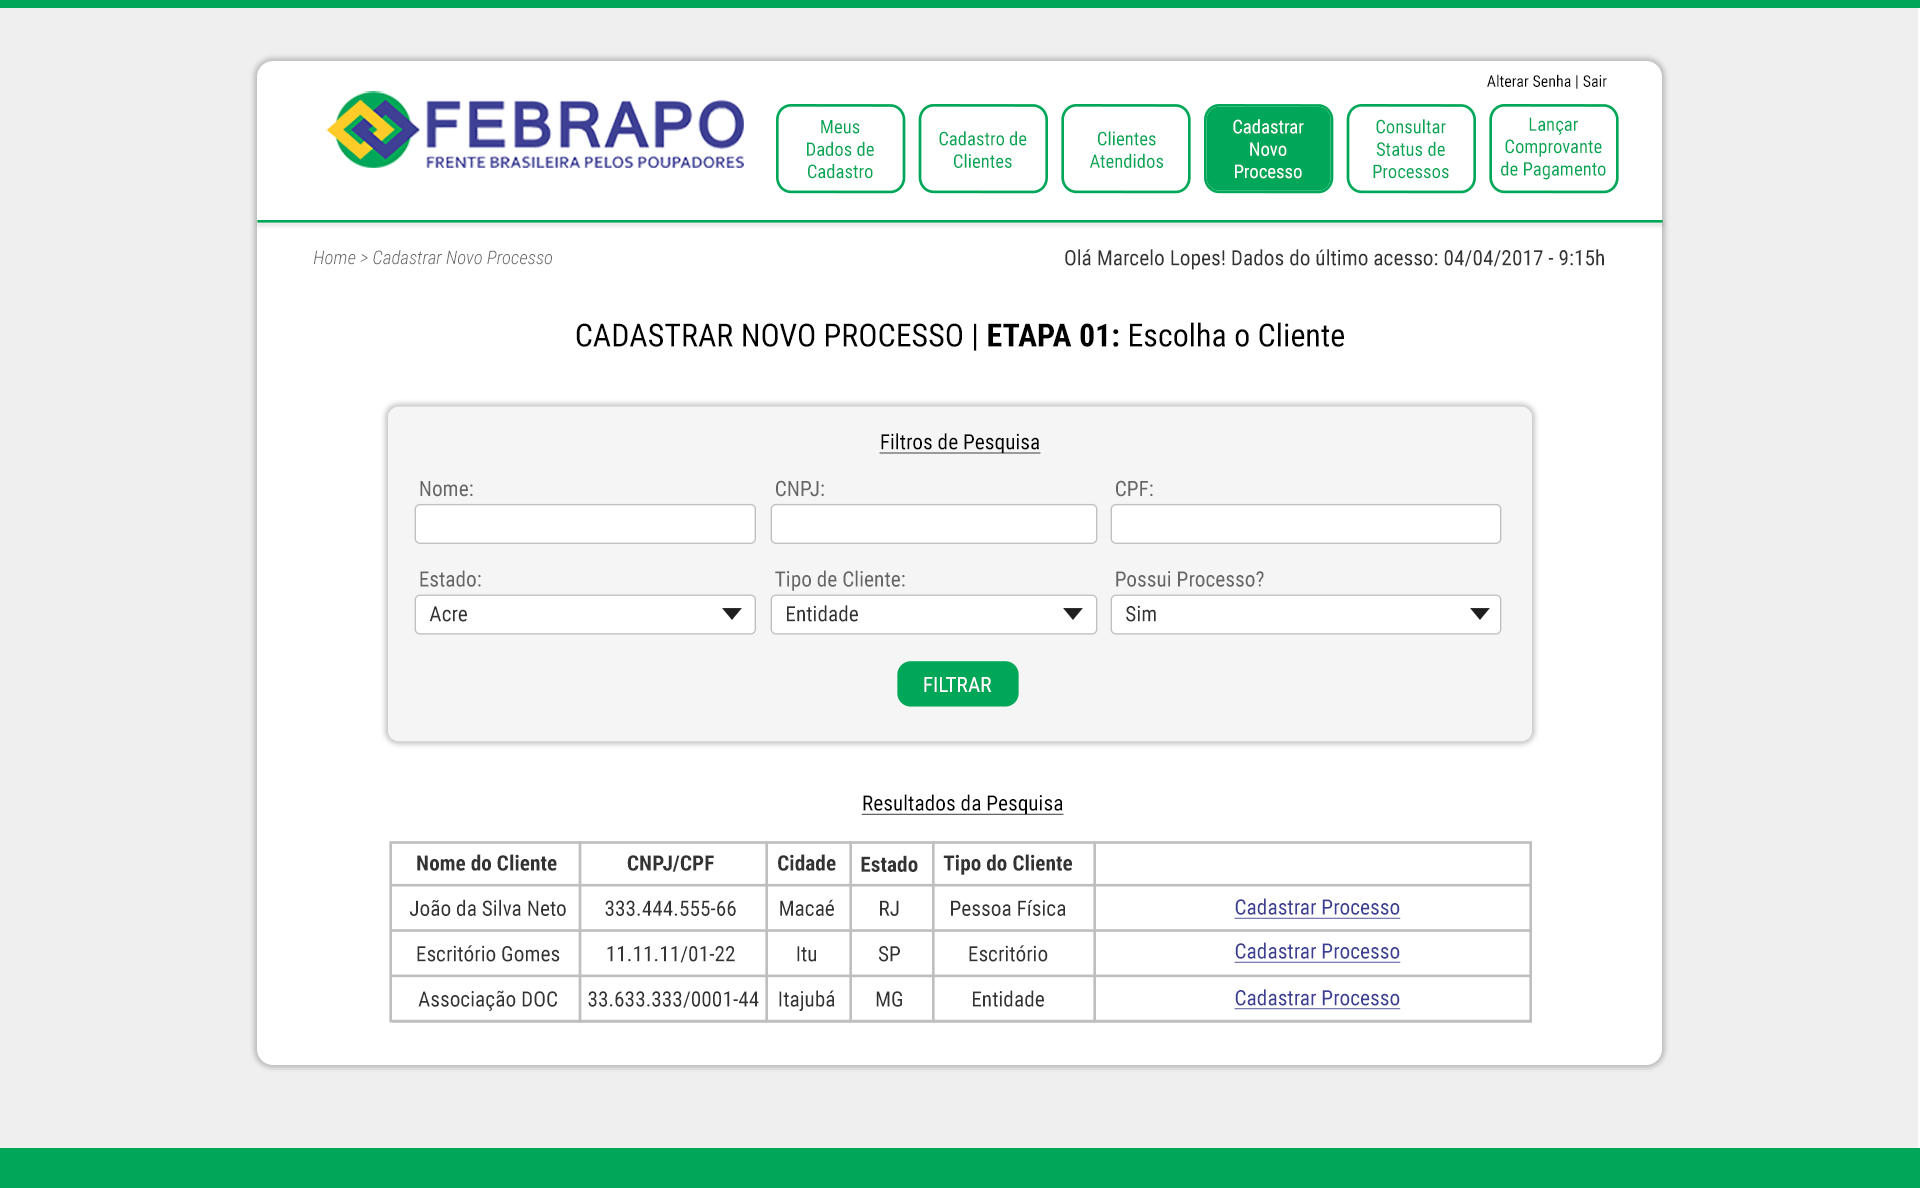 Alterar Senha | Sair
FEBRAPO
FRENTE BRASILEIRA PELOS POUPADORES
Meus
Dados de
Cadastro
Cadastro de
Clientes
Clientes
Atendidos
Cadastrar
Novo
Processo
Consultar
Status de
Processos
Lançar
Comprovante
de Pagamento
Home > Cadastrar Novo Processo
Olá Marcelo Lopes! Dados do último acesso: 04/04/2017 - 9:15h
CADASTRAR NOVO PROCESSO | ETAPA 01: Escolha o Cliente
Filtros de Pesquisa
Nome: CNPJ: CPF:
Estado: Tipo de Cliente: Possui Processo?
Acre Entidade Sim
FILTRAR
Resultados da Pesquisa
Nome do Cliente CNPJ/CPF Cidade Estado Tipo do Cliente
João da Silva Neto 333.444.555-66 Macaé RJ Pessoa Física Cadastrar Processo
Escritório Gomes 11.11.11/01-22 Itu SP Escritório Cadastrar Processo
Associação DOC 33.633.333/0001-44 Itajubá MG Entidade Cadastrar Processo